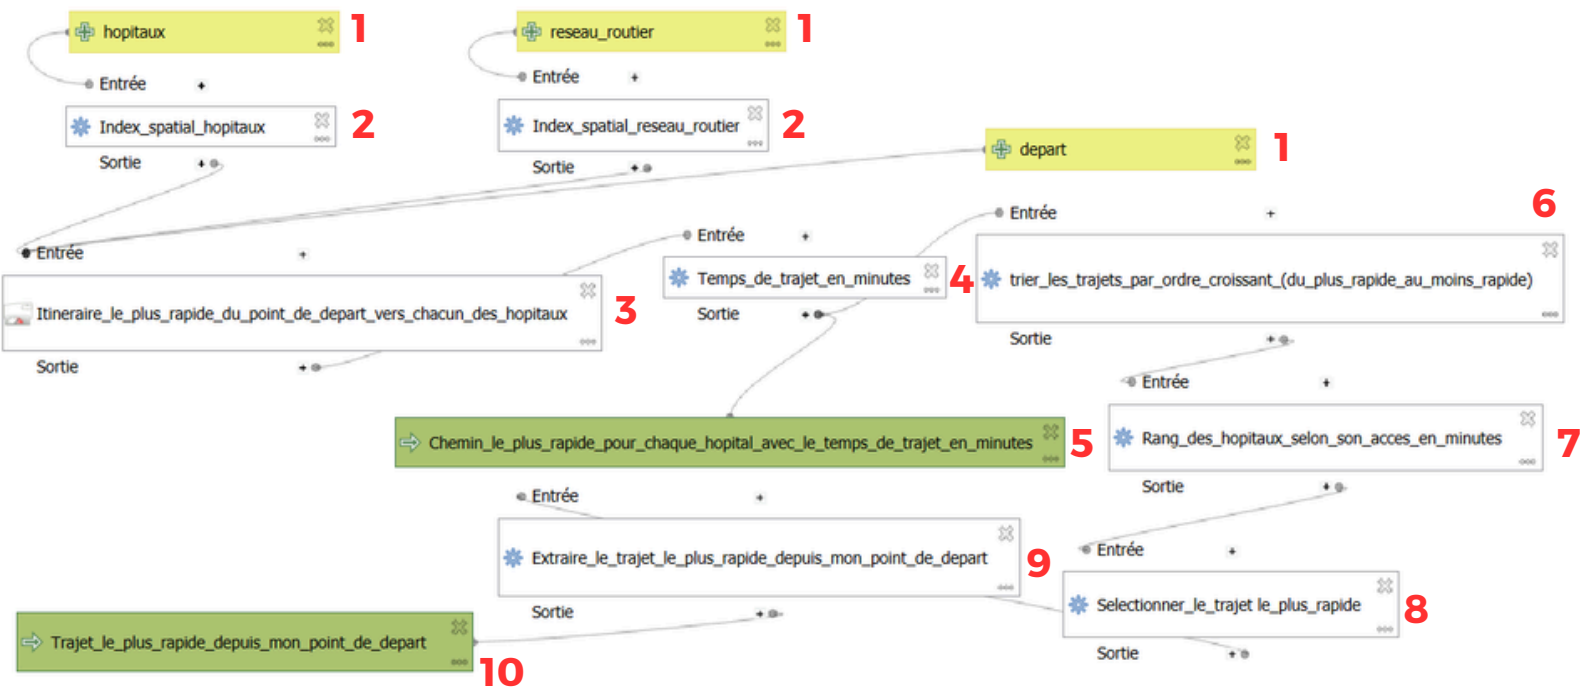 hopitaux 1
reseau_routier 1
Entrée +
Entrée +
Index_spatial_hopitaux 2
Index_spatial_reseau_routier 2
Sortie +
Sortie +
depart 1
Entrée +
Itineraire_le_plus_rapide_du_point_de_depart_vers_chacun_des_hopitaux 3
Sortie +
Entrée +
Temps_de_trajet_en_minutes 4
Sortie +
Entrée +
trier_les_trajets_par_ordre_croissant_(du_plus_rapide_au_moins_rapide) 6
Sortie +
Chemin_le_plus_rapide_pour_chaque_hopital_avec_le_temps_de_trajet_en_minutes 5
Entrée +
Rang_des_hopitaux_selon_son_acces_en_minutes 7
Sortie +
Entrée +
Selectionner_le_trajet le_plus_rapide 8
Sortie +
Entrée +
Extraire_le_trajet_le_plus_rapide_depuis_mon_point_de_depart 9
Sortie +
Trajet_le_plus_rapide_depuis_mon_point_de_depart 10